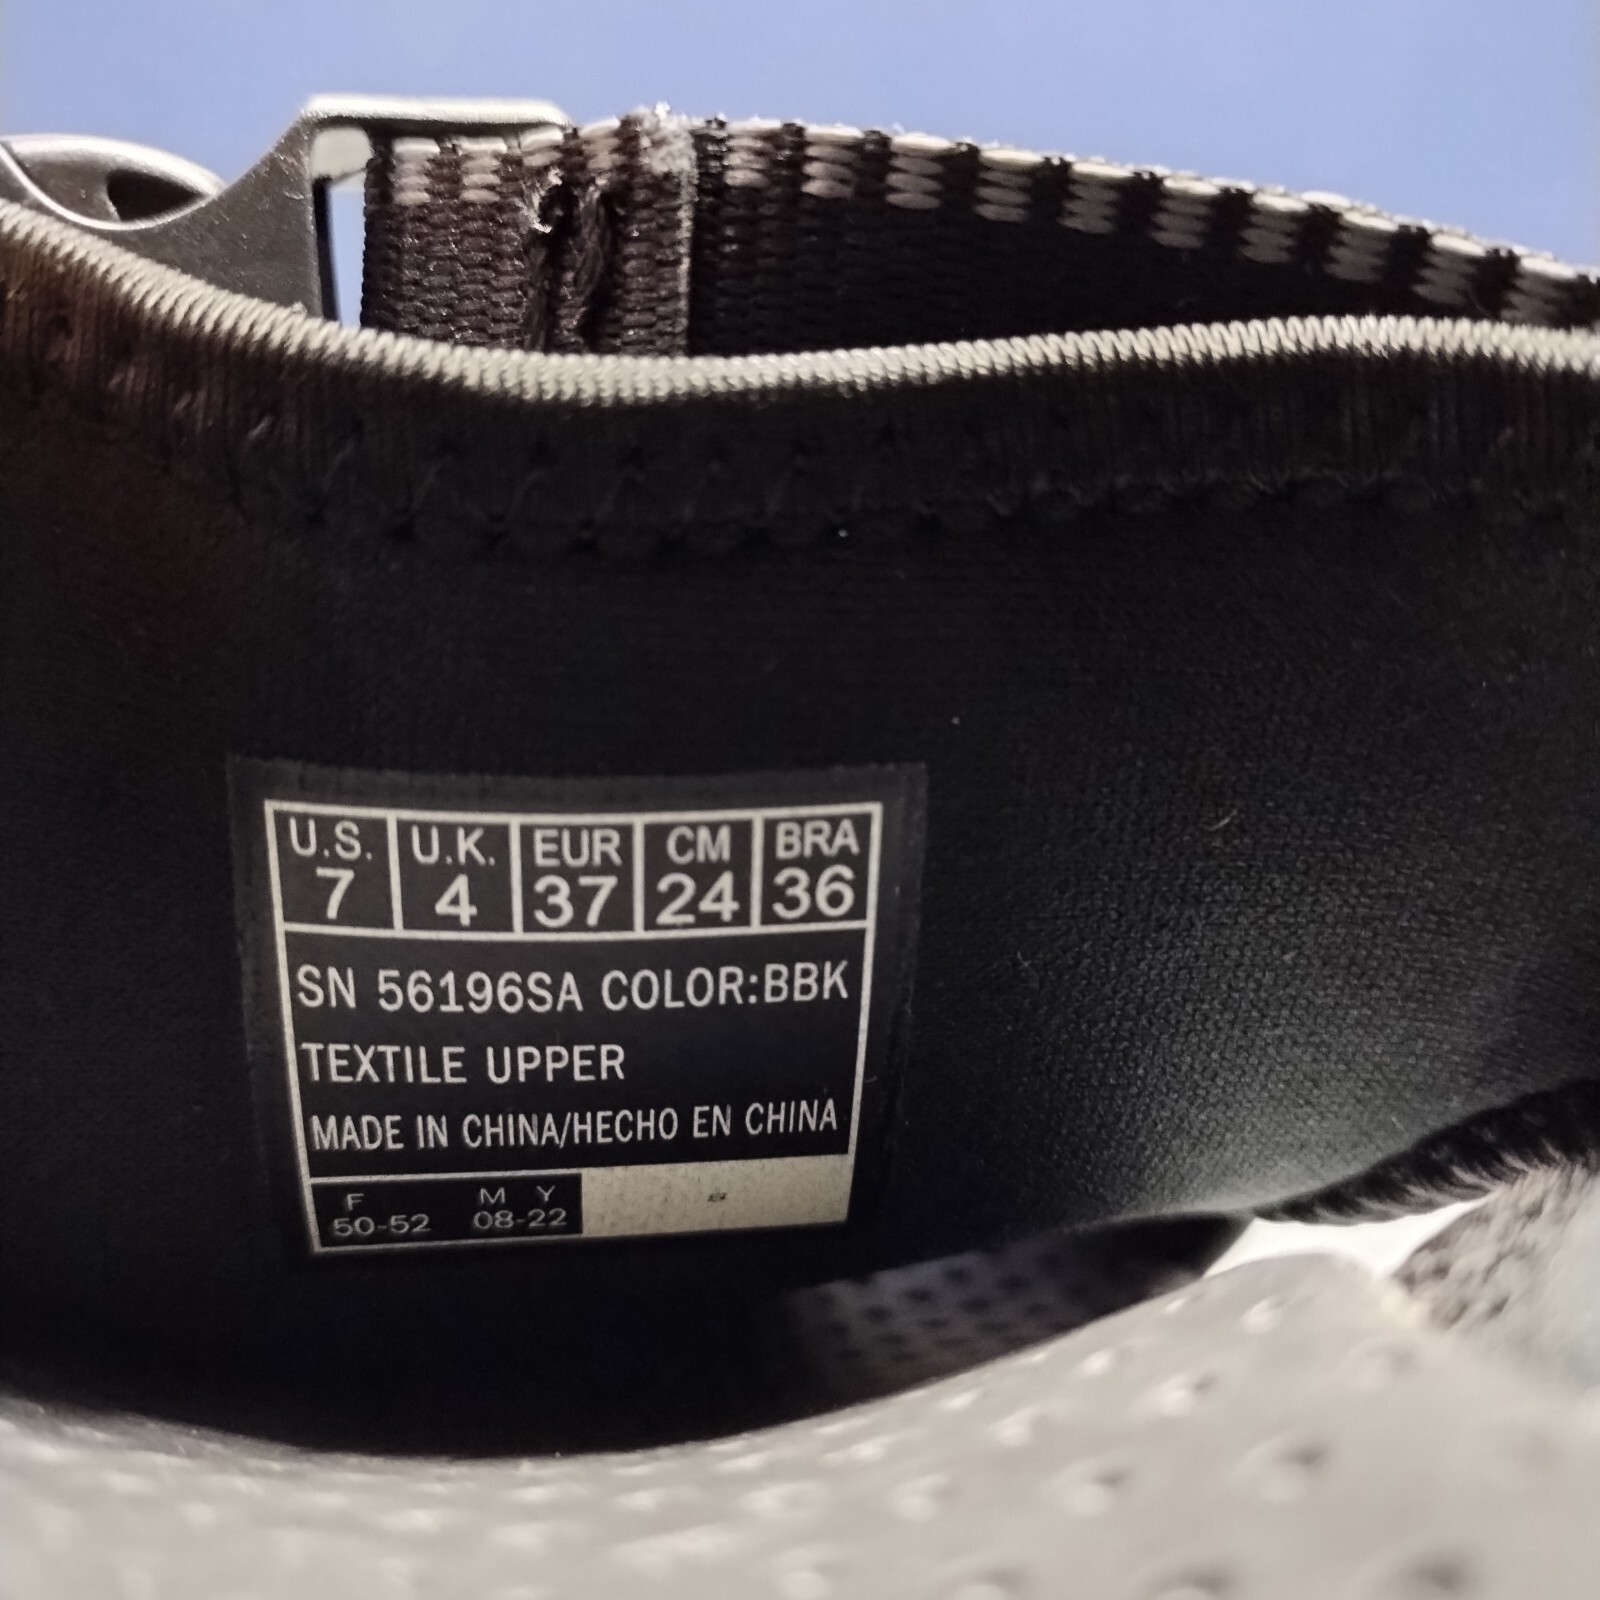 U.S. U.K. EUR CM BRA
7 4 37 24 36
SN 56196SA COLOR:BBK
TEXTILE UPPER
MADE IN CHINA/HECHO EN CHINA
F M Y
50-52 08-22